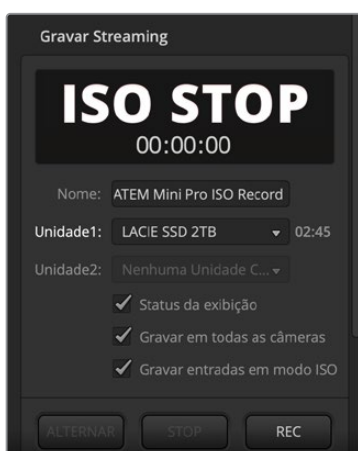 Gravar Streaming
ISO STOP
00:00:00
Nome: ATEM Mini Pro ISO Record
Unidade1: LACIE SSD 2TB 02:45
Unidade2: Nenhuma Unidade C...
Status da exibição
Gravar em todas as câmeras
Gravar entradas em modo ISO
ALTERNAR STOP REC